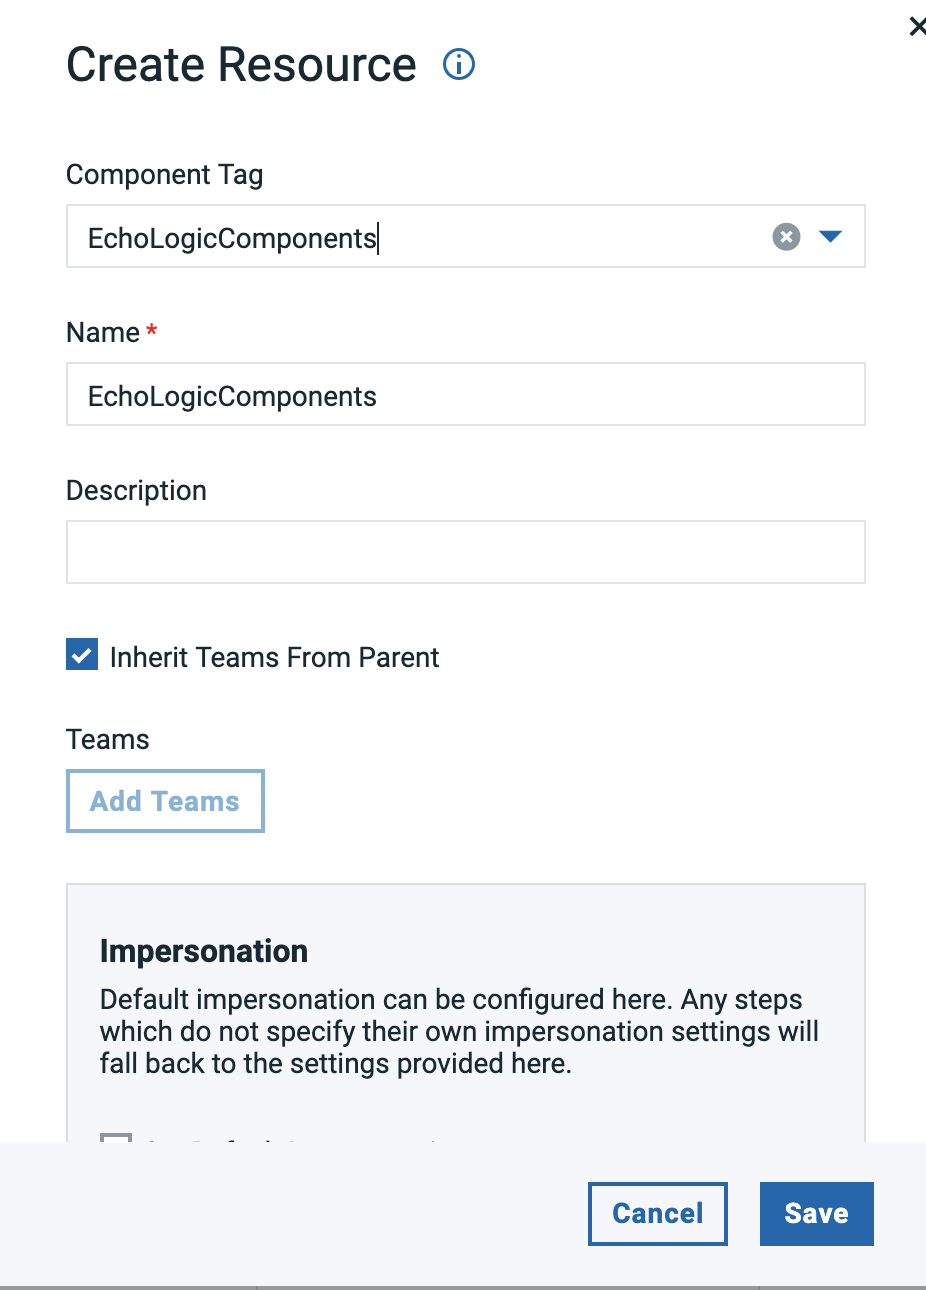 Create Resource
Component Tag
EchoLogicComponents
Name *
EchoLogicComponents
Description
Inherit Teams From Parent
Teams
Add Teams
Impersonation
Default impersonation can be configured here. Any steps
which do not specify their own impersonation settings will
fall back to the settings provided here.
Cancel
Save